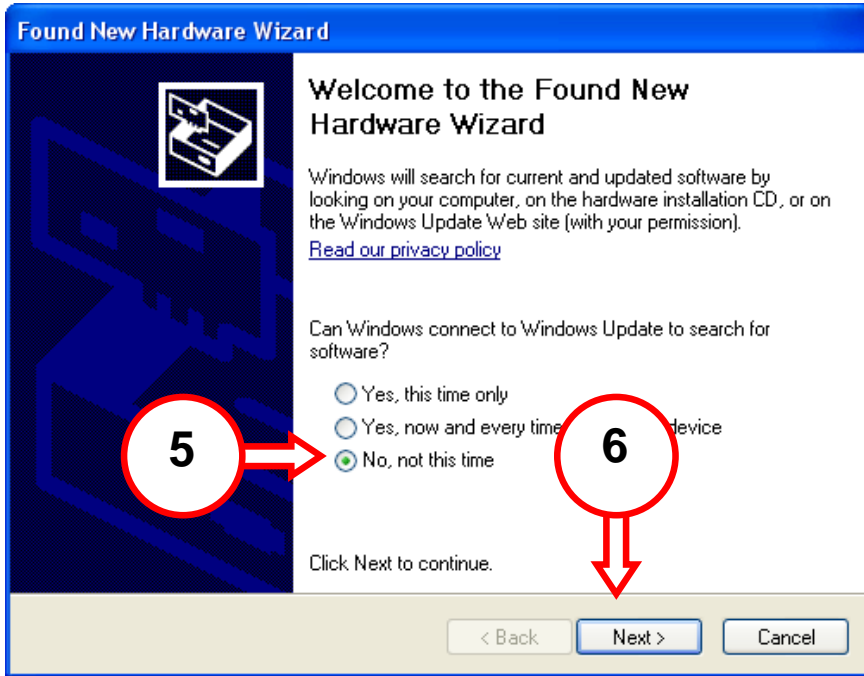 Found New Hardware Wizard
Welcome to the Found New
Hardware Wizard
Windows will search for current and updated software by
looking on your computer, on the hardware installation CD, or on
the Windows Update Web site (with your permission).
Read our privacy policy
Can Windows connect to Windows Update to search for
software?
Yes, this time only
Yes, now and every time device
5
6
No, not this time
Click Next to continue.
< Back Next > Cancel